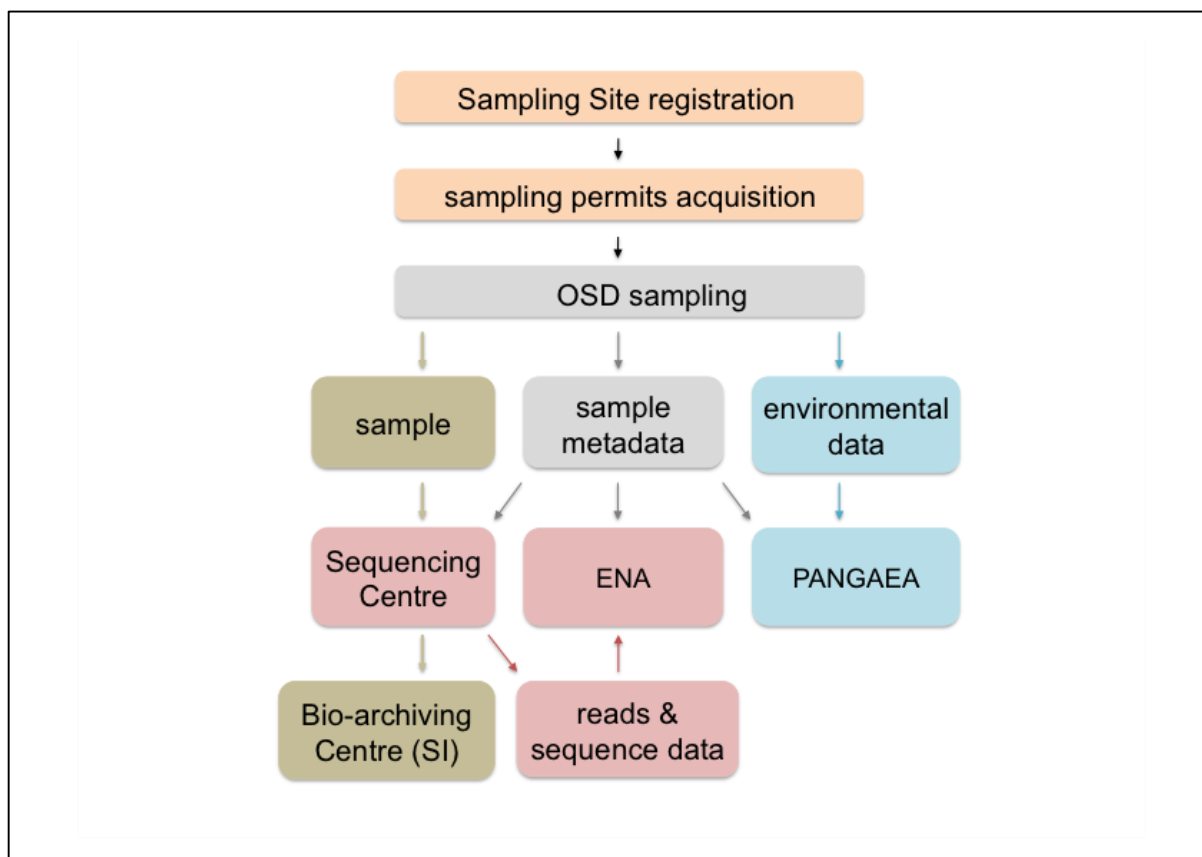 Sampling Site registration
sampling permits acquisition
OSD sampling
sample
sample
metadata
environmental
data
Sequencing
Centre
ENA
PANGAEA
Bio-archiving
Centre (SI)
reads &
sequence data